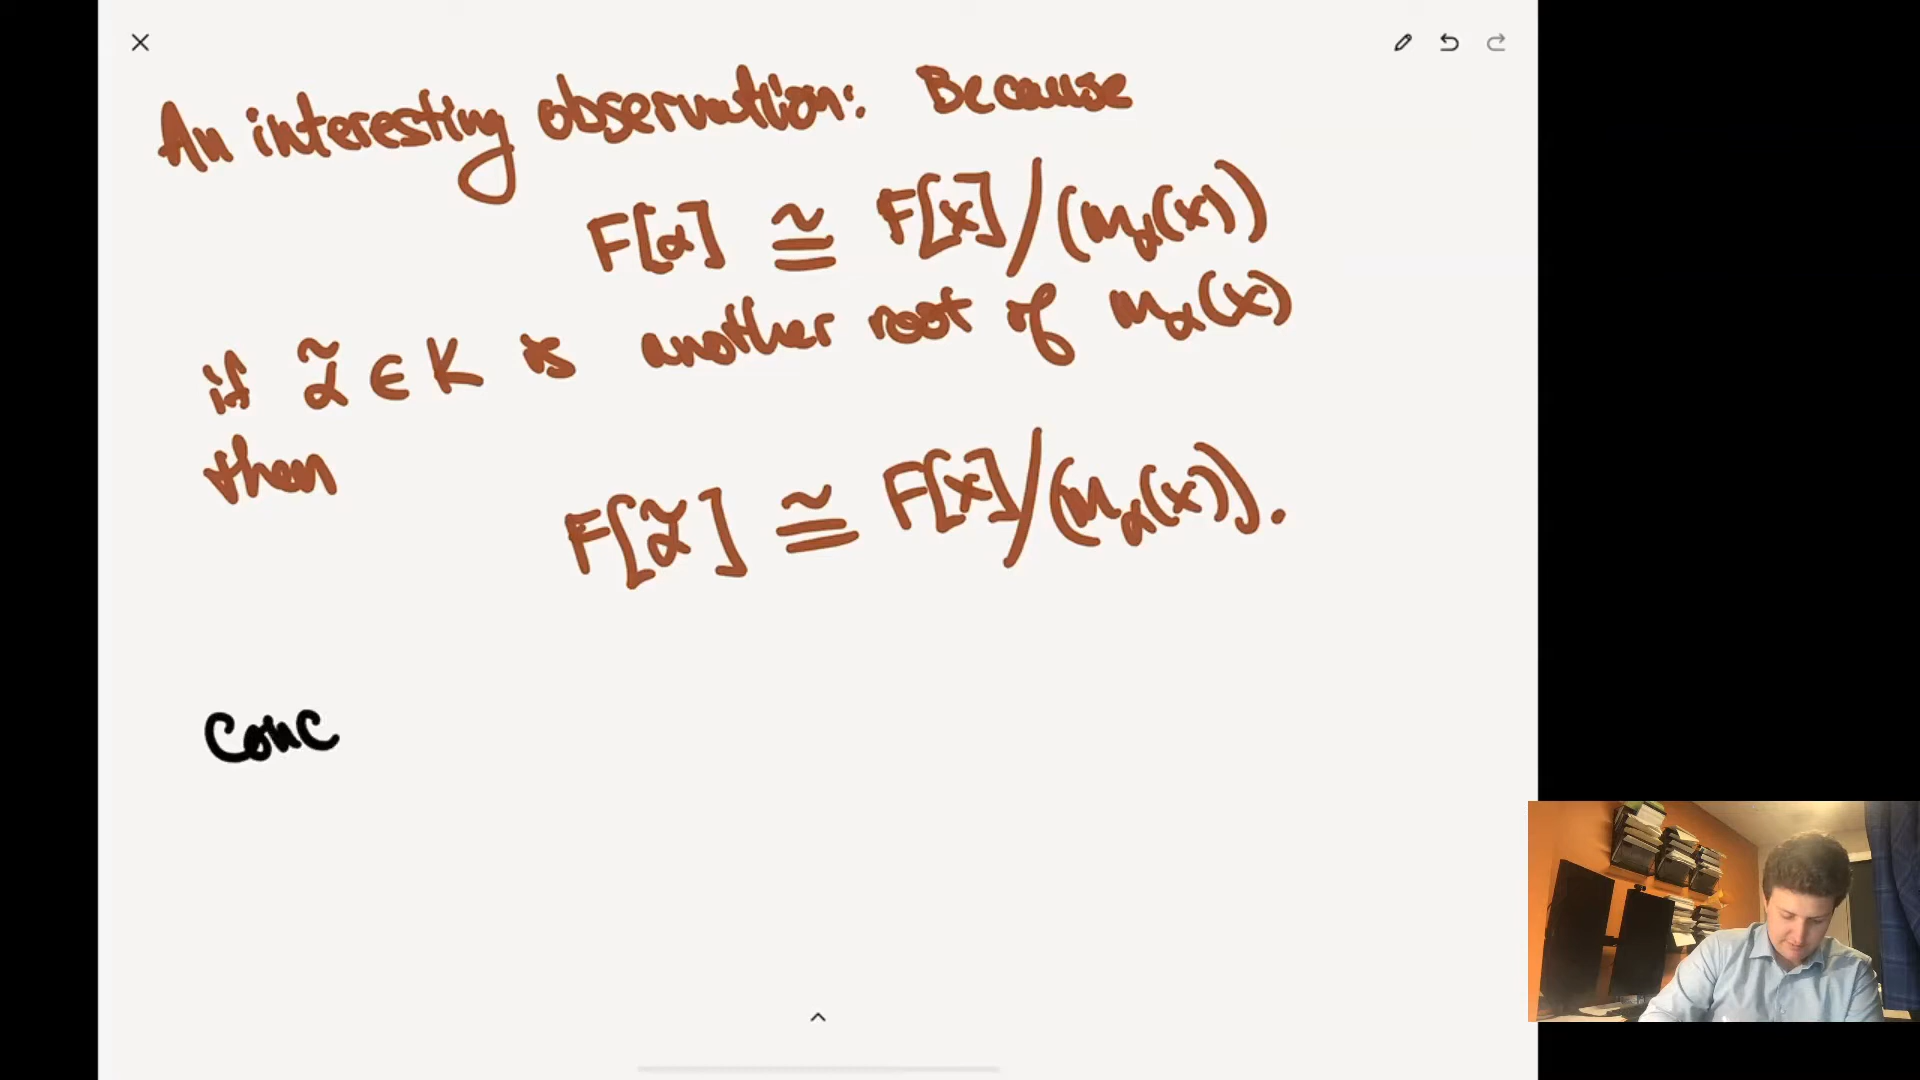 An interesting observation: Because
F[α] ≅ F[x]/(mα(x))
if α̃ ∈ K is another root of mα(x)
then
F[α̃] ≅ F[x]/(mα(x)).
Conc